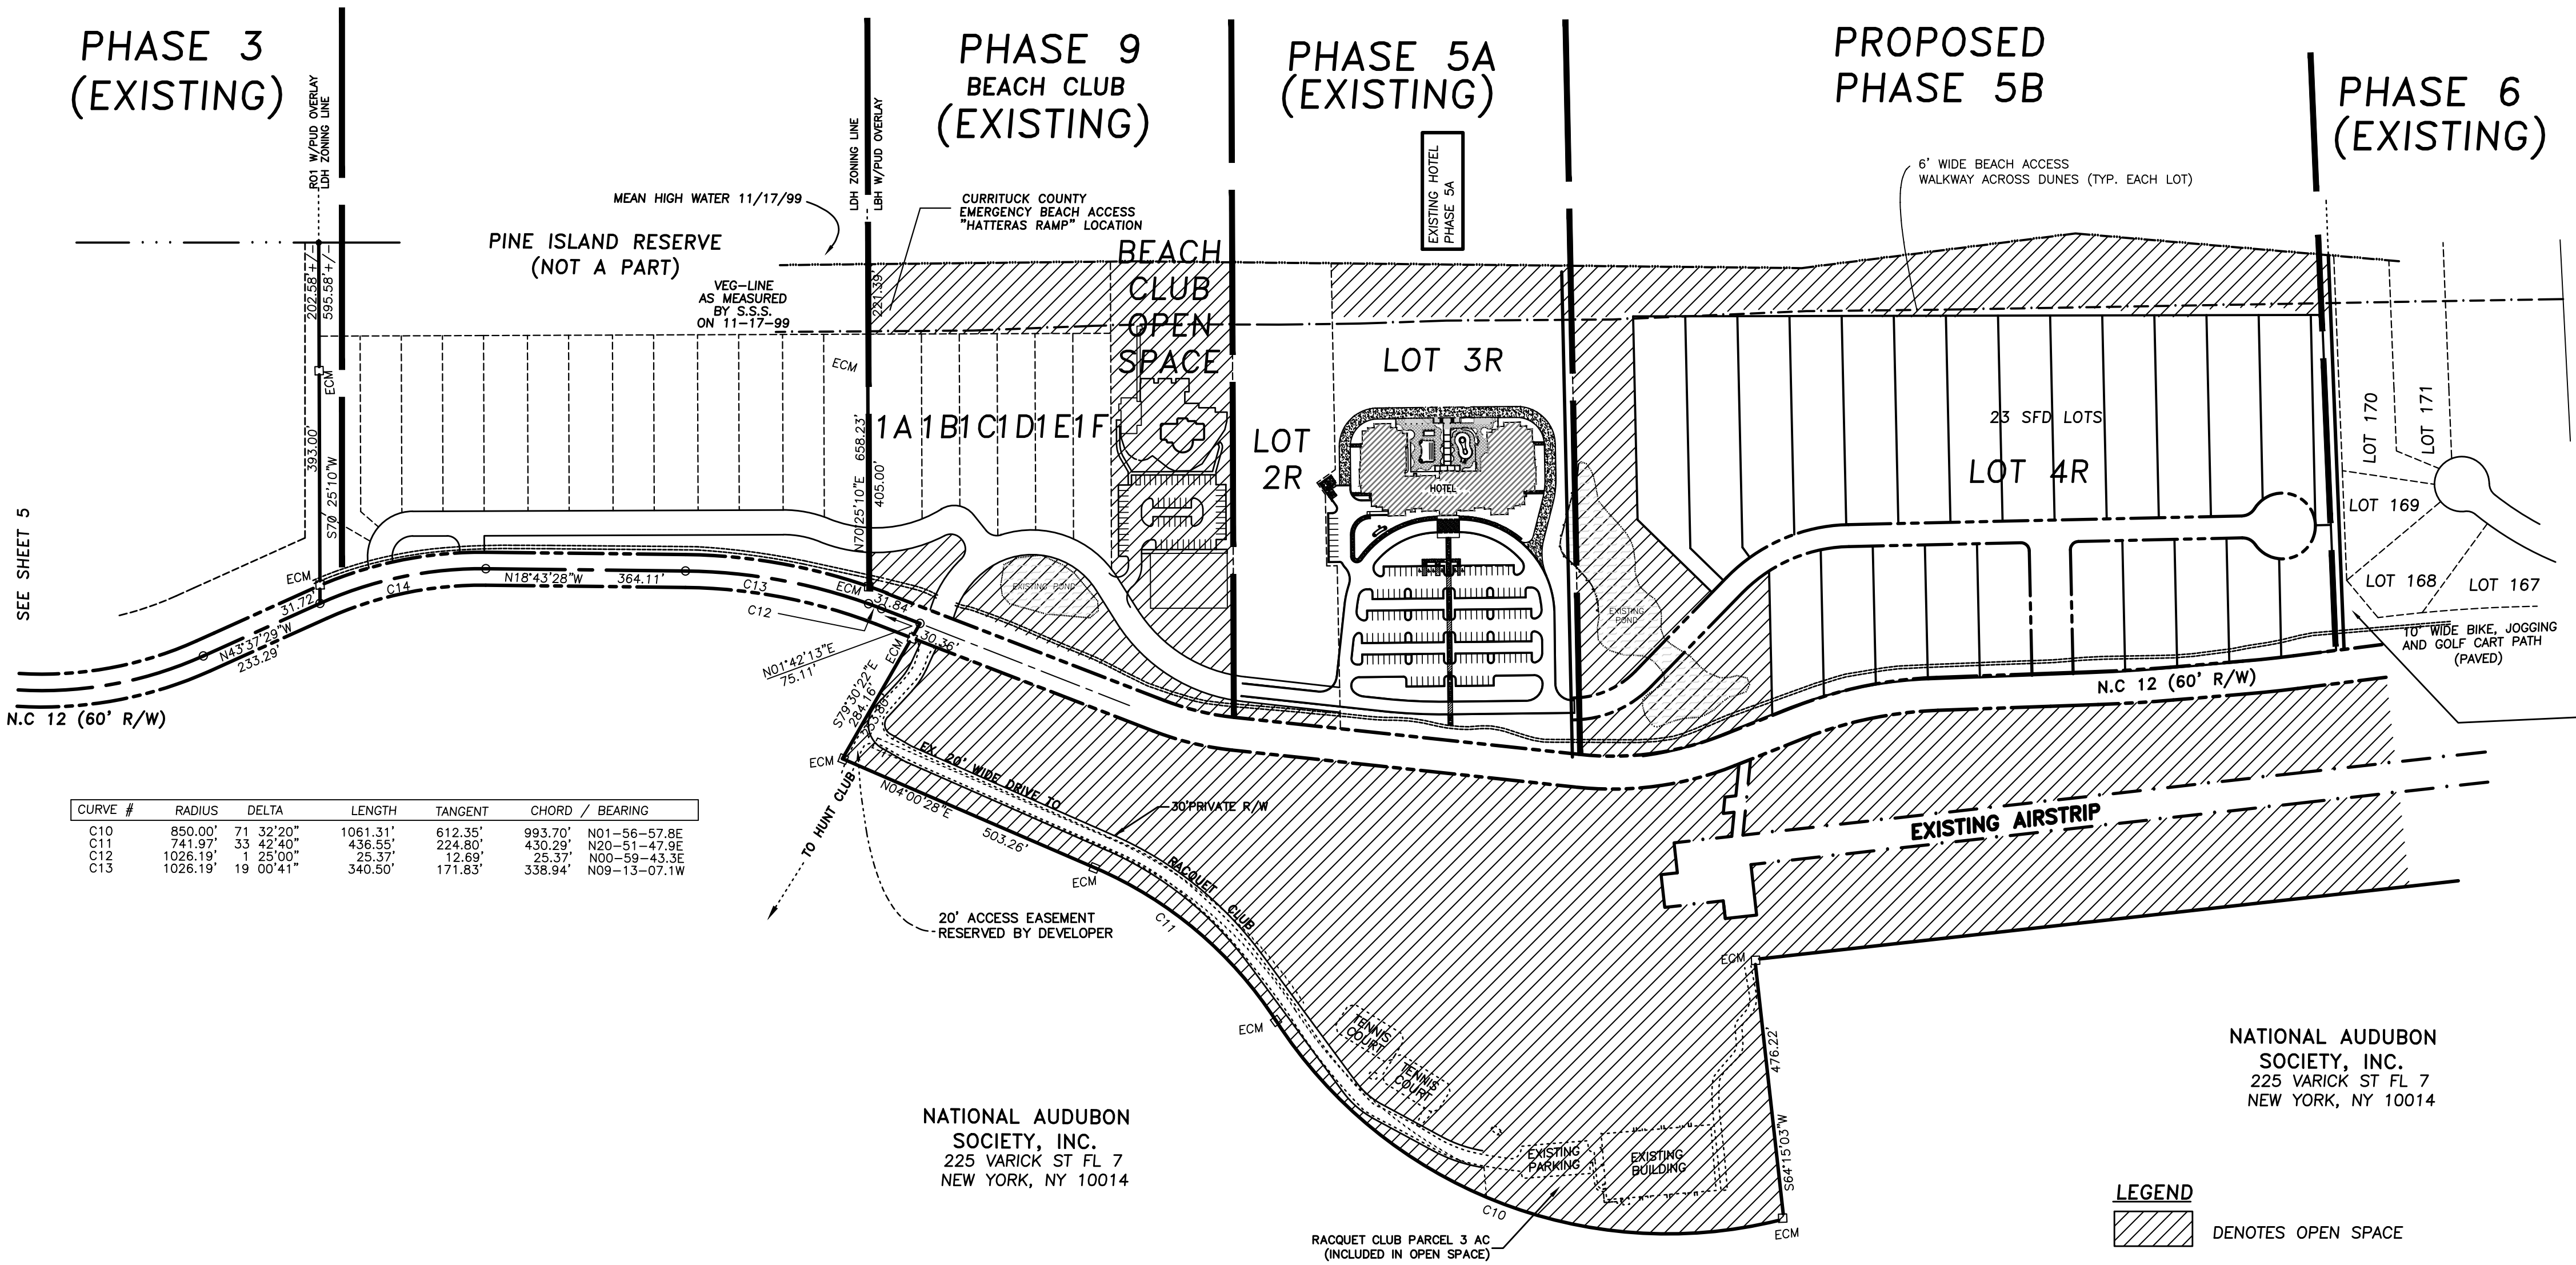 PHASE 3
(EXISTING)
RO1 W/PUD OVERLAY
LDH ZONING LINE
PHASE 9
BEACH CLUB
(EXISTING)
LDH ZONING LINE
LBH W/PUD OVERLAY
PHASE 5A
(EXISTING)
EXISTING HOTEL
PHASE 5A
PROPOSED
PHASE 5B
PHASE 6
(EXISTING)
6' WIDE BEACH ACCESS
WALKWAY ACROSS DUNES (TYP. EACH LOT)
MEAN HIGH WATER 11/17/99
CURRITUCK COUNTY
EMERGENCY BEACH ACCESS
"HATTERAS RAMP" LOCATION
PINE ISLAND RESERVE
(NOT A PART)
VEG-LINE
AS MEASURED
BY S.S.S.
ON 11-17-99
202.58'+/-
595.58'+/-
221.39'
BEACH
CLUB
OPEN
SPACE
ECM
ECM
393.00'
S70 25'10"W
658.23'
N70°25'10"E
405.00'
1A 1B 1C 1D 1E 1F
LOT
2R
LOT 3R
HOTEL
23 SFD LOTS
LOT 4R
LOT 170
LOT 171
LOT 169
LOT 168
LOT 167
10' WIDE BIKE, JOGGING
AND GOLF CART PATH
(PAVED)
SEE SHEET 5
ECM
31.72'
N43°37'29"W
233.29'
C14
N18°43'28"W
364.11'
C13
C12
ECM
31.84'
30.36'
ECM
N01°42'13"E
75.11'
EXISTING POND
EXISTING
POND
N.C 12 (60' R/W)
N.C 12 (60' R/W)
S79°30'22"E
284.16'
253.80'
ECM
TO HUNT CLUB
EX. 20' WIDE DRIVE TO
RACQUET
CLUB
30'PRIVATE R/W
N04°00'28"E
503.26'
ECM
C11
ECM
20' ACCESS EASEMENT
RESERVED BY DEVELOPER
EXISTING AIRSTRIP
CURVE # RADIUS DELTA LENGTH TANGENT CHORD / BEARING
C10 850.00' 71 32'20" 1061.31' 612.35' 993.70' N01-56-57.8E
C11 741.97' 33 42'40" 436.55' 224.80' 430.29' N20-51-47.9E
C12 1026.19' 1 25'00" 25.37' 12.69' 25.37' N00-59-43.3E
C13 1026.19' 19 00'41" 340.50' 171.83' 338.94' N09-13-07.1W
TENNIS
COURT
TENNIS
COURT
EXISTING
PARKING
EXISTING
BUILDING
C10
RACQUET CLUB PARCEL 3 AC
(INCLUDED IN OPEN SPACE)
ECM
476.22'
S64°15'03"W
ECM
NATIONAL AUDUBON
SOCIETY, INC.
225 VARICK ST FL 7
NEW YORK, NY 10014
NATIONAL AUDUBON
SOCIETY, INC.
225 VARICK ST FL 7
NEW YORK, NY 10014
LEGEND
DENOTES OPEN SPACE